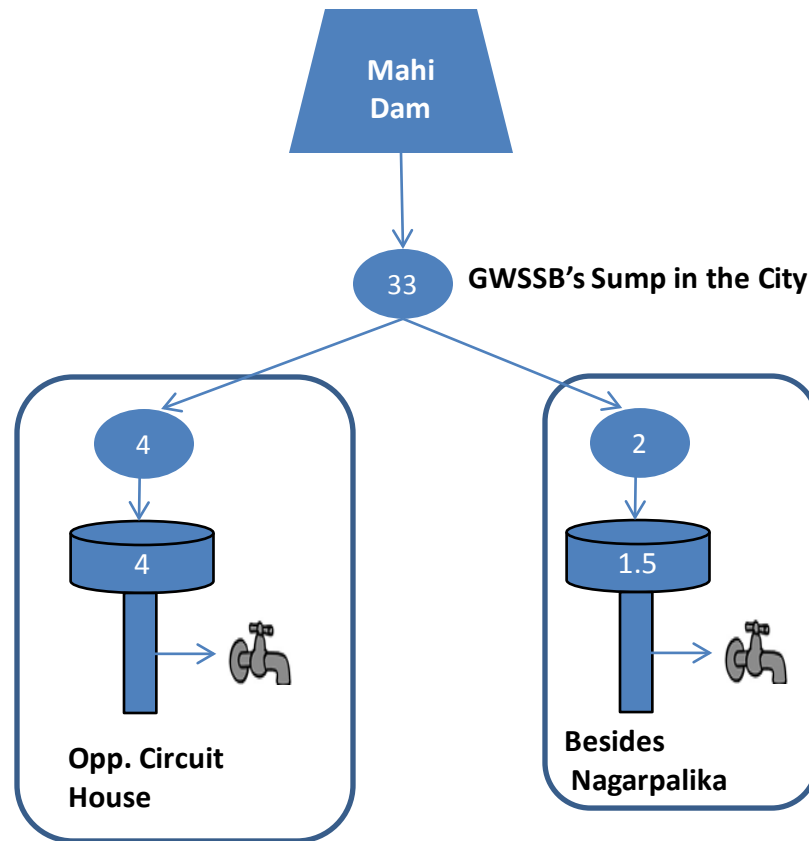 Mahi
Dam
33
GWSSB's Sump in the City
4
2
4
1.5
Opp. Circuit
House
Besides
Nagarpalika